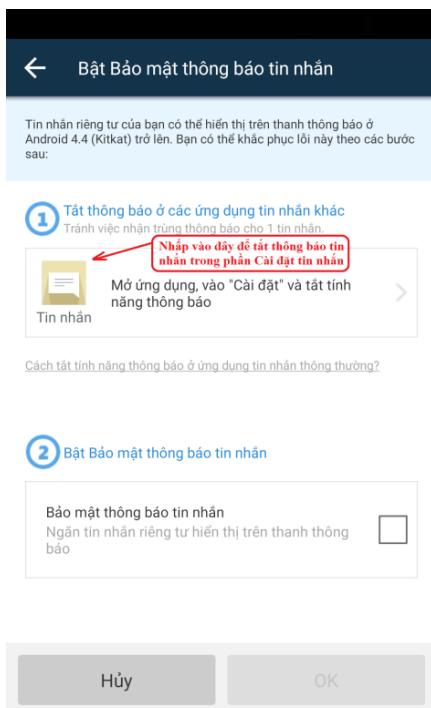 Bật Bảo mật thông báo tin nhắn
Tin nhắn riêng tư của bạn có thể hiển thị trên thanh thông báo ở
Android 4.4 (Kitkat) trở lên. Bạn có thể khắc phục lỗi này theo các bước
sau:
1 Tắt thông báo ở các ứng dụng tin nhắn khác
Tránh việc nhận trùng thông báo cho 1 tin nhắn.
Nhấp vào đây để tắt thông báo tin
nhắn trong phần Cài đặt tin nhắn
Mở ứng dụng, vào "Cài đặt" và tắt tính
năng thông báo
Tin nhắn
Cách tắt tính năng thông báo ở ứng dụng tin nhắn thông thường?
2 Bật Bảo mật thông báo tin nhắn
Bảo mật thông báo tin nhắn
Ngăn tin nhắn riêng tư hiển thị trên thanh thông
báo
Hủy
OK